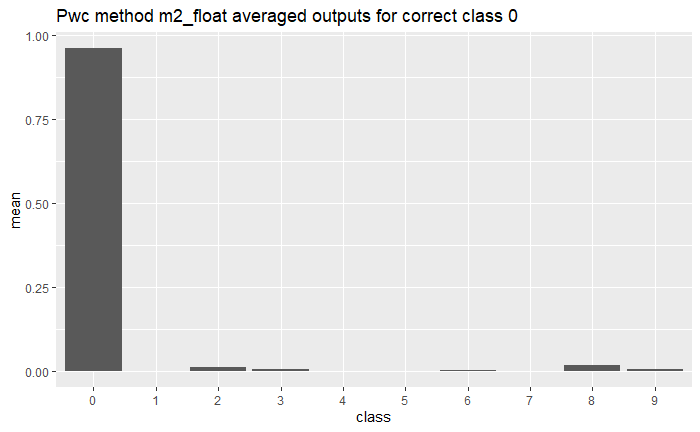 Pwc method m2_float averaged outputs for correct class 0
1.00
0.75
0.50
0.25
0.00
mean
0 1 2 3 4 5 6 7 8 9
class